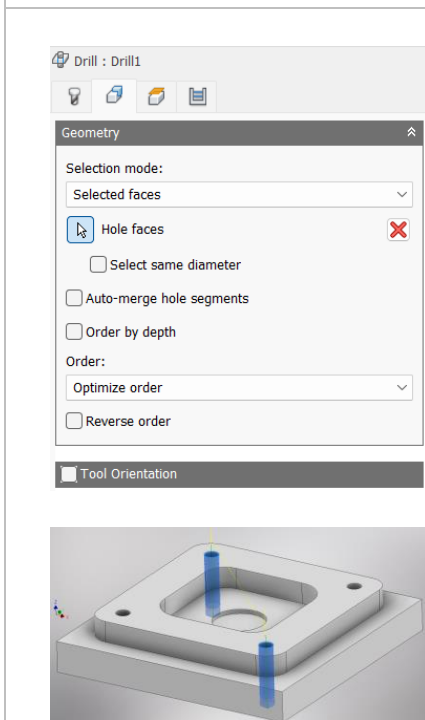 Drill : Drill1
Geometry
Selection mode:
Selected faces
Hole faces
Select same diameter
Auto-merge hole segments
Order by depth
Order:
Optimize order
Reverse order
Tool Orientation